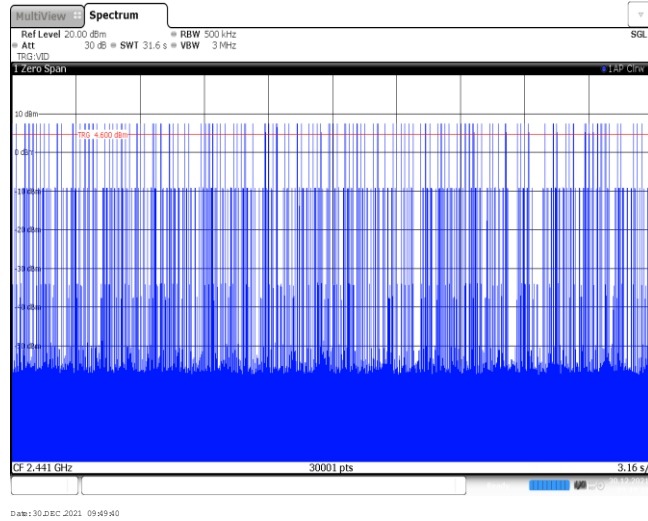 MultiView Spectrum
Ref Level 20.00 dBm RBW 500 kHz SGL
Att 30 dB SWT 31.6 s VBW 3 MHz
TRG:VID
1 Zero Span 1AP Clrw
10 dBm
TRG 4.600 dBm
0 dBm
-10 dBm
-20 dBm
-30 dBm
-40 dBm
-50 dBm
CF 2.441 GHz 30001 pts 3.16 s/
Date: 30.DEC.2021 09:49:40